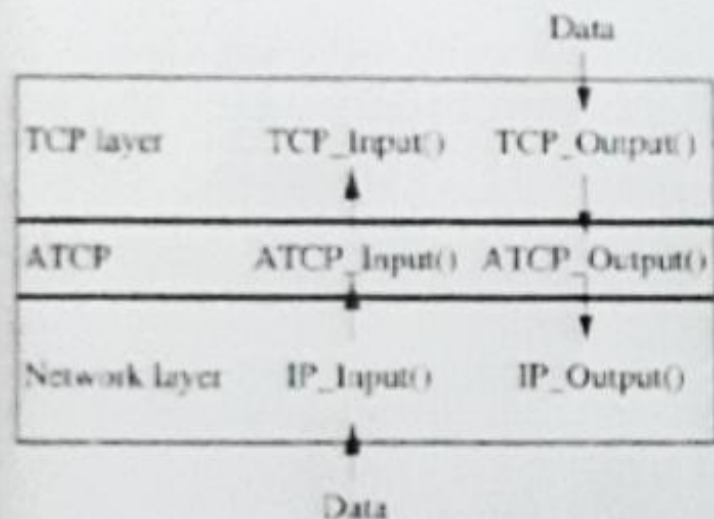 Data
TCP layer TCP_Input() TCP_Output()
ATCP ATCP_Input() ATCP_Output()
Network layer IP_Input() IP_Output()
Data